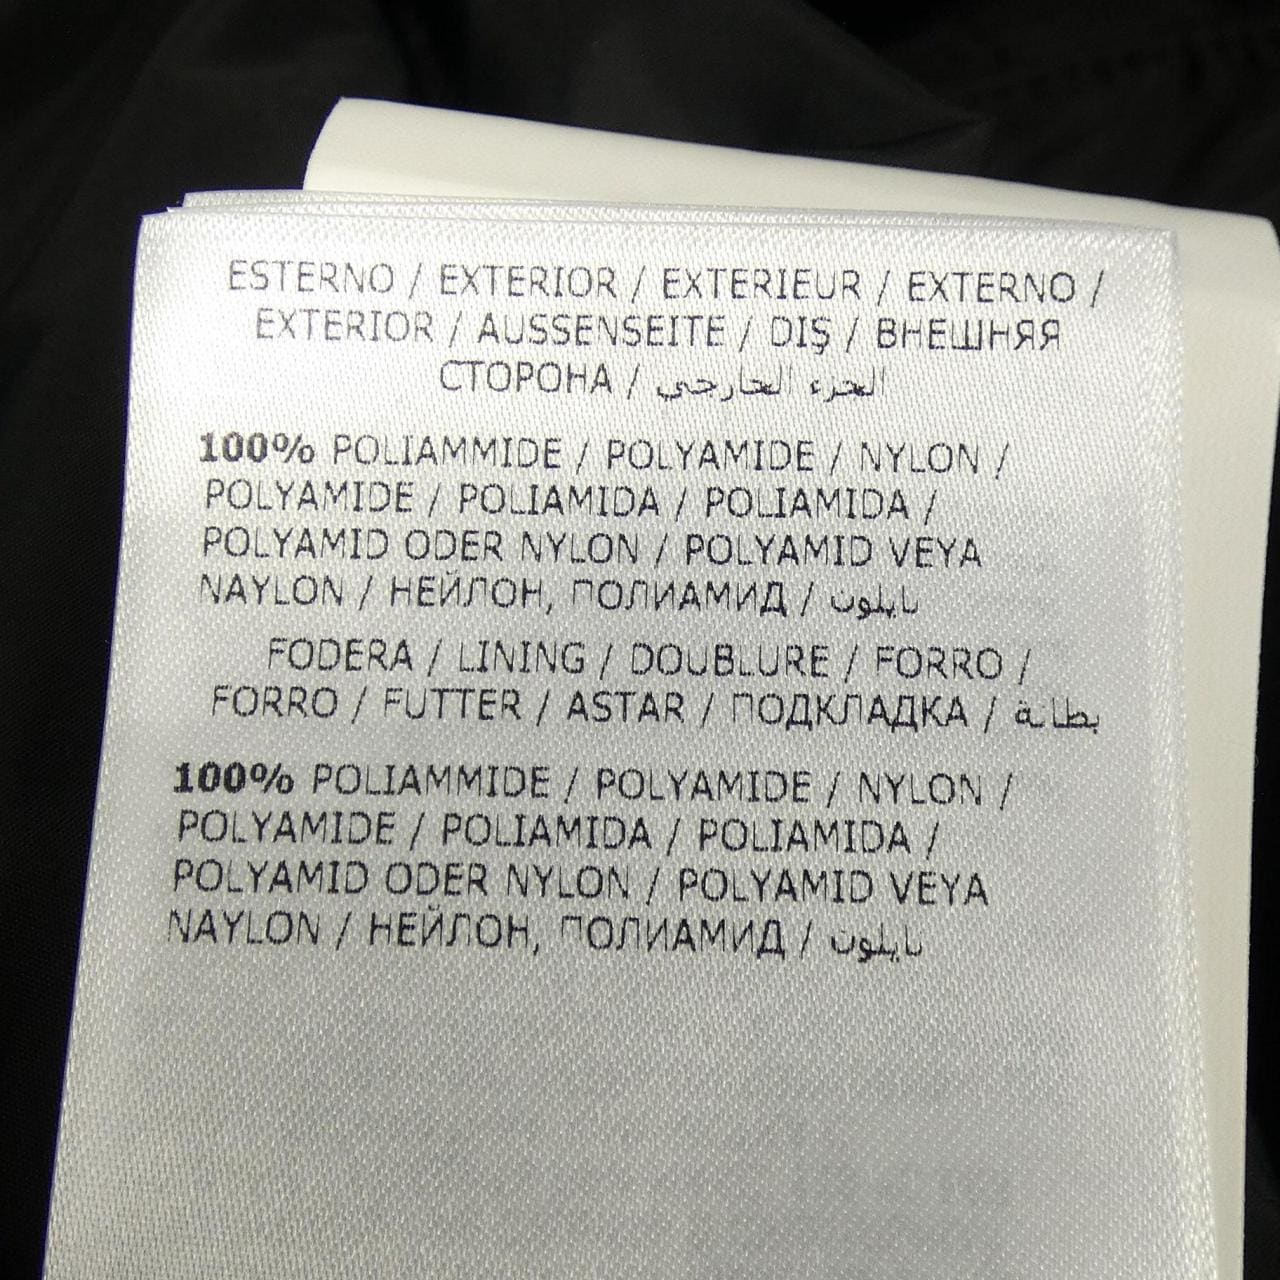 ESTERNO / EXTERIOR / EXTERIEUR / EXTERNO /
EXTERIOR / AUSSENSEITE / DIŞ / ВНЕШНЯЯ
СТОРОНА / الجزء الخارجي
100% POLIAMMIDE / POLYAMIDE / NYLON /
POLYAMIDE / POLIAMIDA / POLIAMIDA /
POLYAMID ODER NYLON / POLYAMID VEYA
NAYLON / НЕЙЛОН, ПОЛИАМИД / نايلون
FODERA / LINING / DOUBLURE / FORRO /
FORRO / FUTTER / ASTAR / ПОДКЛАДКА / بطانة
100% POLIAMMIDE / POLYAMIDE / NYLON /
POLYAMIDE / POLIAMIDA / POLIAMIDA /
POLYAMID ODER NYLON / POLYAMID VEYA
NAYLON / НЕЙЛОН, ПОЛИАМИД / نايلون